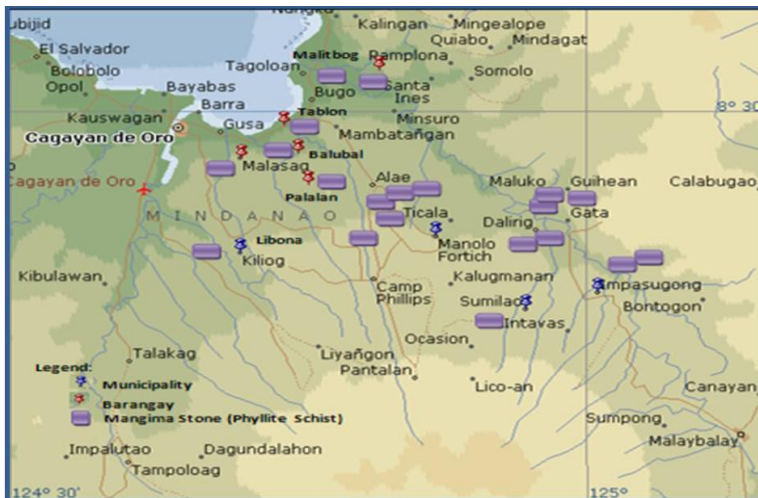 ubijid
Kalingan
Mingealope
El Salvador
Malitbog
Ramplona
Quiabo
Mindagat
Bolobolo
Tagoloan
Opol
Bayabas
Santa
Ines
Somolo
Bugo
Kauswagan
Barra
Tablon
Minsuro
8° 30
Cagayan de Oro
Gusa
Mambatangan
Malasag
Balubal
Cagayan de Oro
Palalan
Alae
Maluko
Guihean
Calabugao
MINDANAO
Ticala
Dalirig
Gata
Libona
Kiliog
Manolo
Fortich
Kibulawan
Camp
Phillips
Kalugmanan
Impasugong
Sumilao
Bontogon
Intavas
Ocasion
Talakag
Liyañgon
Pantalan
Legend:
Municipality
Barangay
Mangima Stone (Phyllite Schist)
Lico-an
Canayan
Sumpong
Malaybalay
Impalutao
Dagundalahon
Tampoloag
124° 30'
125°